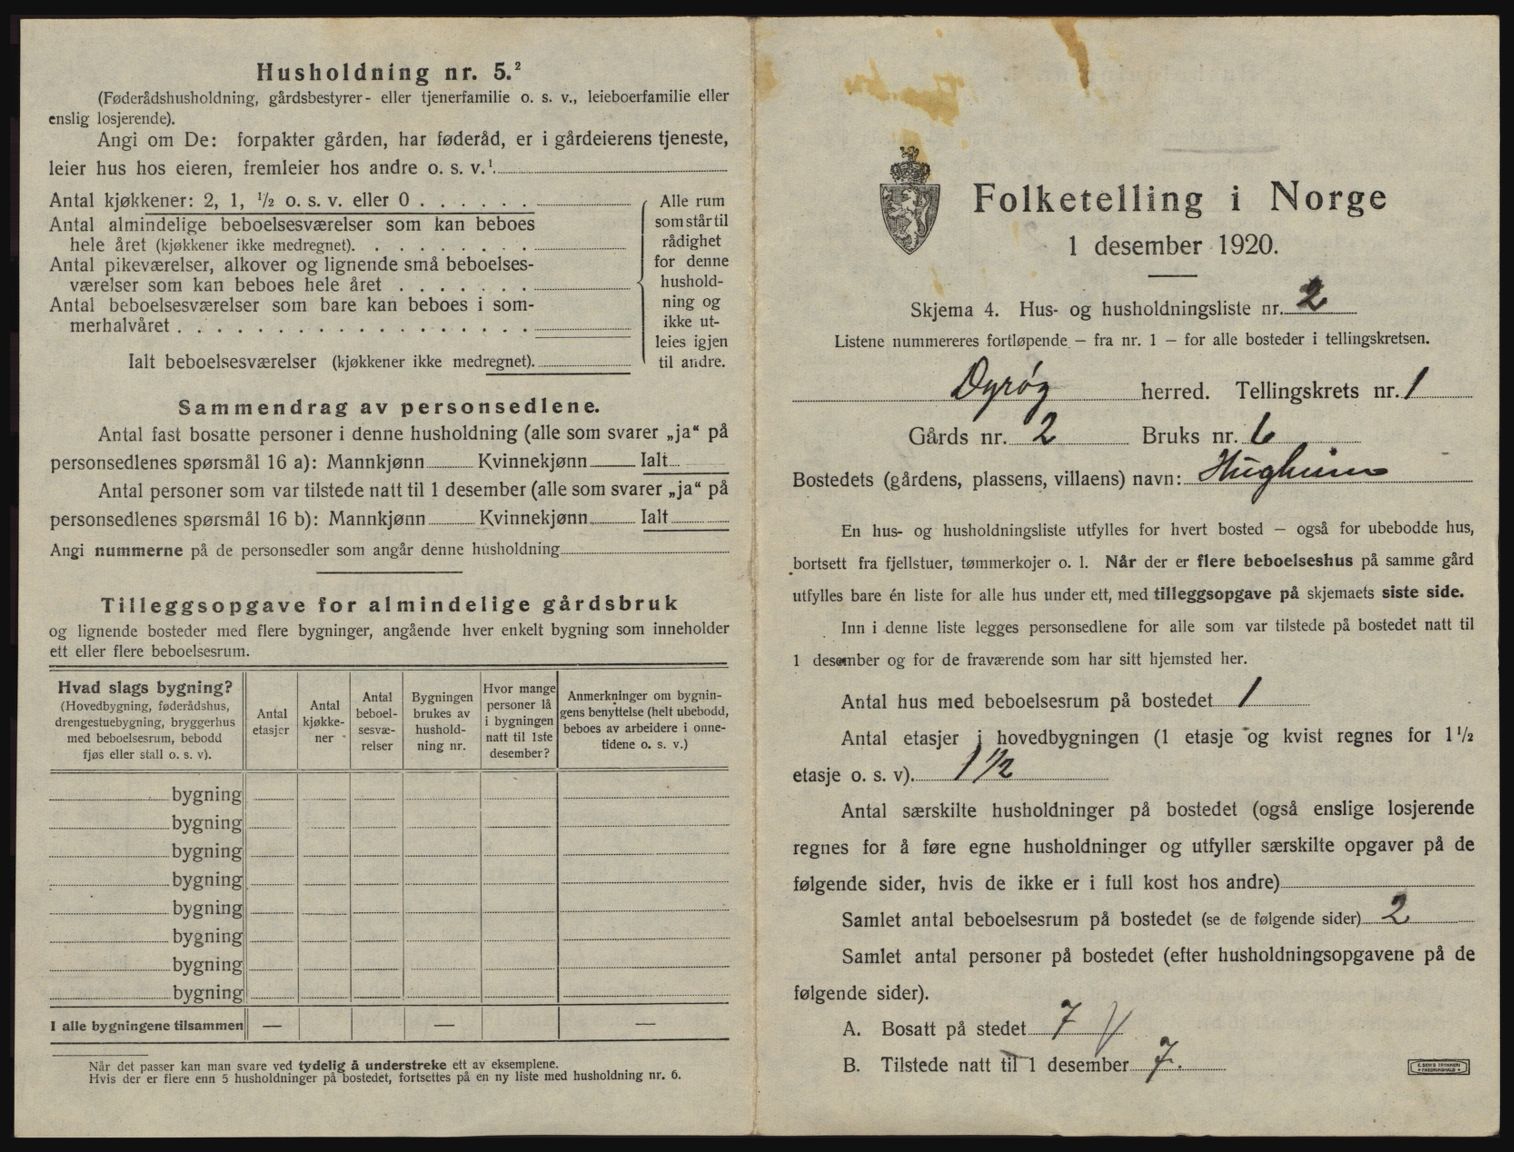 Husholdning nr. 5.²
(Føderådshusholdning, gårdsbestyrer- eller tjenerfamilie o. s. v., leieboerfamilie eller
enslig losjerende).
Angi om De: forpakter gården, har føderåd, er i gårdeierens tjeneste,
leier hus hos eieren, fremleier hos andre o. s. v.¹
Antal kjøkkener: 2, 1, ½ o. s. v. eller 0
Antal almindelige beboelsesværelser som kan beboes
hele året (kjøkkener ikke medregnet).
Antal pikeværelser, alkover og lignende små beboelses-
værelser som kan beboes hele året
Antal beboelsesværelser som bare kan beboes i som-
merhalvåret
Ialt beboelsesværelser (kjøkkener ikke medregnet).
Alle rum
som står til
rådighet
for denne
hushold-
ning og
ikke ut-
leies igjen
til andre.
Sammendrag av personsedlene.
Antal fast bosatte personer i denne husholdning (alle som svarer „ja“ på
personsedlenes spørsmål 16 a): Mannkjønn Kvinnekjønn Ialt
Antal personer som var tilstede natt til 1 desember (alle som svarer „ja“ på
personsedlenes spørsmål 16 b): Mannkjønn Kvinnekjønn Ialt
Angi nummerne på de personsedler som angår denne husholdning
Tilleggsopgave for almindelige gårdsbruk
og lignende bosteder med flere bygninger, angående hver enkelt bygning som inneholder
ett eller flere beboelsesrum.
Hvad slags bygning?
(Hovedbygning, føderådshus,
drengestuebygning, bryggerhus
med beboelsesrum, bebodd
fjøs eller stall o. s. v).
Antal
etasjer
Antal
kjøkke-
ner
Antal
beboel-
sesvæ-
relser
Bygningen
brukes av
hushold-
ning nr.
Hvor mange
personer lå
i bygningen
natt til 1ste
desember?
Anmerkninger om bygnin-
gens benyttelse (helt ubebodd,
beboes av arbeidere i onne-
tidene o. s. v.)
bygning
bygning
bygning
bygning
bygning
bygning
bygning
bygning
I alle bygningene tilsammen — — —
Når det passer kan man svare ved tydelig å understreke ett av eksemplene.
Hvis der er flere enn 5 husholdninger på bostedet, fortsettes på en ny liste med husholdning nr. 6.
Folketelling i Norge
1 desember 1920.
Skjema 4. Hus- og husholdningsliste nr. 2
Listene nummereres fortløpende — fra nr. 1 — for alle bosteder i tellingskretsen.
Dyrøy herred. Tellingskrets nr. 1
Gårds nr. 2 Bruks nr. 6
Bostedets (gårdens, plassens, villaens) navn: Hugheim
En hus- og husholdningsliste utfylles for hvert bosted — også for ubebodde hus,
bortsett fra fjellstuer, tømmerkojer o. l. Når der er flere beboelseshus på samme gård
utfylles bare én liste for alle hus under ett, med tilleggsopgave på skjemaets siste side.
Inn i denne liste legges personsedlene for alle som var tilstede på bostedet natt til
1 desember og for de fraværende som har sitt hjemsted her.
Antal hus med beboelsesrum på bostedet 1
Antal etasjer i hovedbygningen (1 etasje og kvist regnes for 1½
etasje o. s. v). 1 ½
Antal særskilte husholdninger på bostedet (også enslige losjerende
regnes for å føre egne husholdninger og utfyller særskilte opgaver på de
følgende sider, hvis de ikke er i full kost hos andre)
Samlet antal beboelsesrum på bostedet (se de følgende sider) 2
Samlet antal personer på bostedet (efter husholdningsopgavene på de
følgende sider).
A. Bosatt på stedet 7
B. Tilstede natt til 1 desember 7.